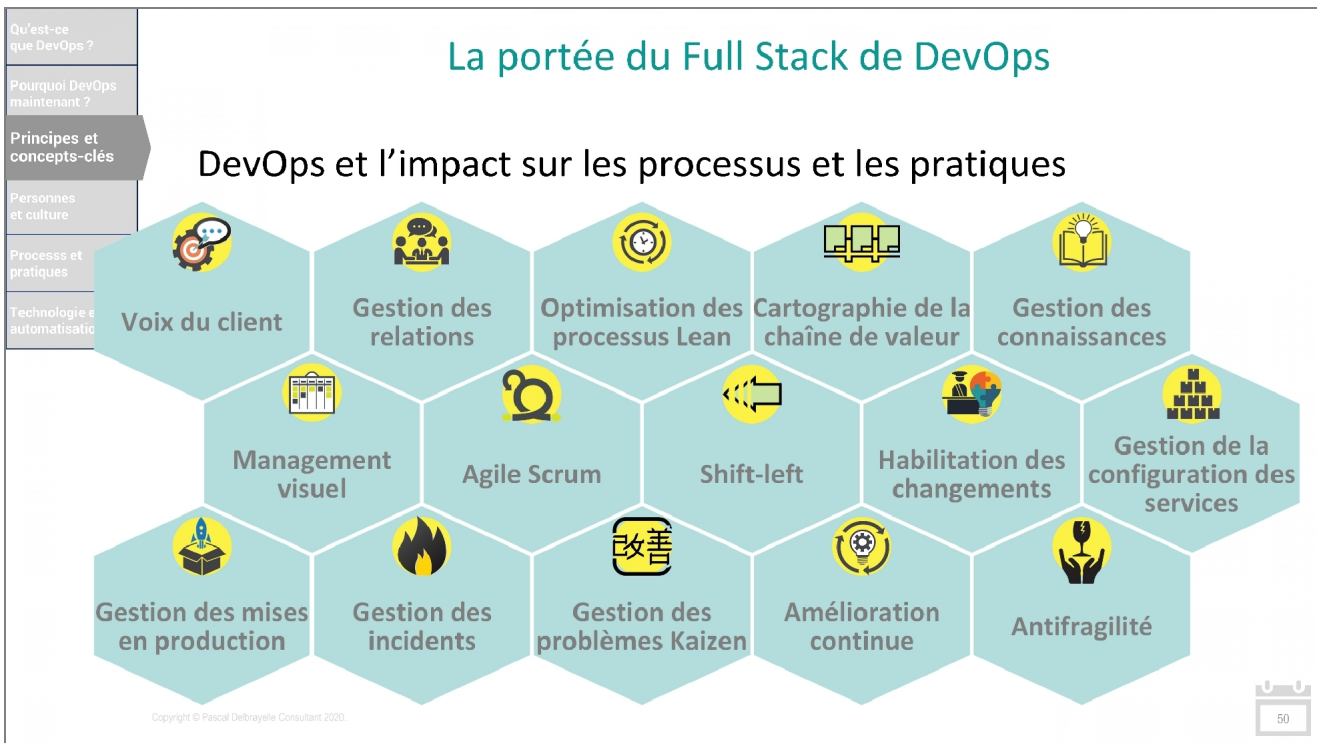 Qu'est-ce
que DevOps ?
Pourquoi DevOps
maintenant ?
Principes et
concepts-clés
Personnes
et culture
Processs et
pratiques
Technologie e
automatisatio
La portée du Full Stack de DevOps
DevOps et l'impact sur les processus et les pratiques
Voix du client
Gestion des
relations
Optimisation des
processus Lean
Cartographie de la
chaîne de valeur
Gestion des
connaissances
Management
visuel
Agile Scrum
Shift-left
Habilitation des
changements
Gestion de la
configuration des
services
Gestion des mises
en production
Gestion des
incidents
改善
Gestion des
problèmes Kaizen
Amélioration
continue
Antifragilité
Copyright © Pascal Delbrayelle Consultant 2020.
50